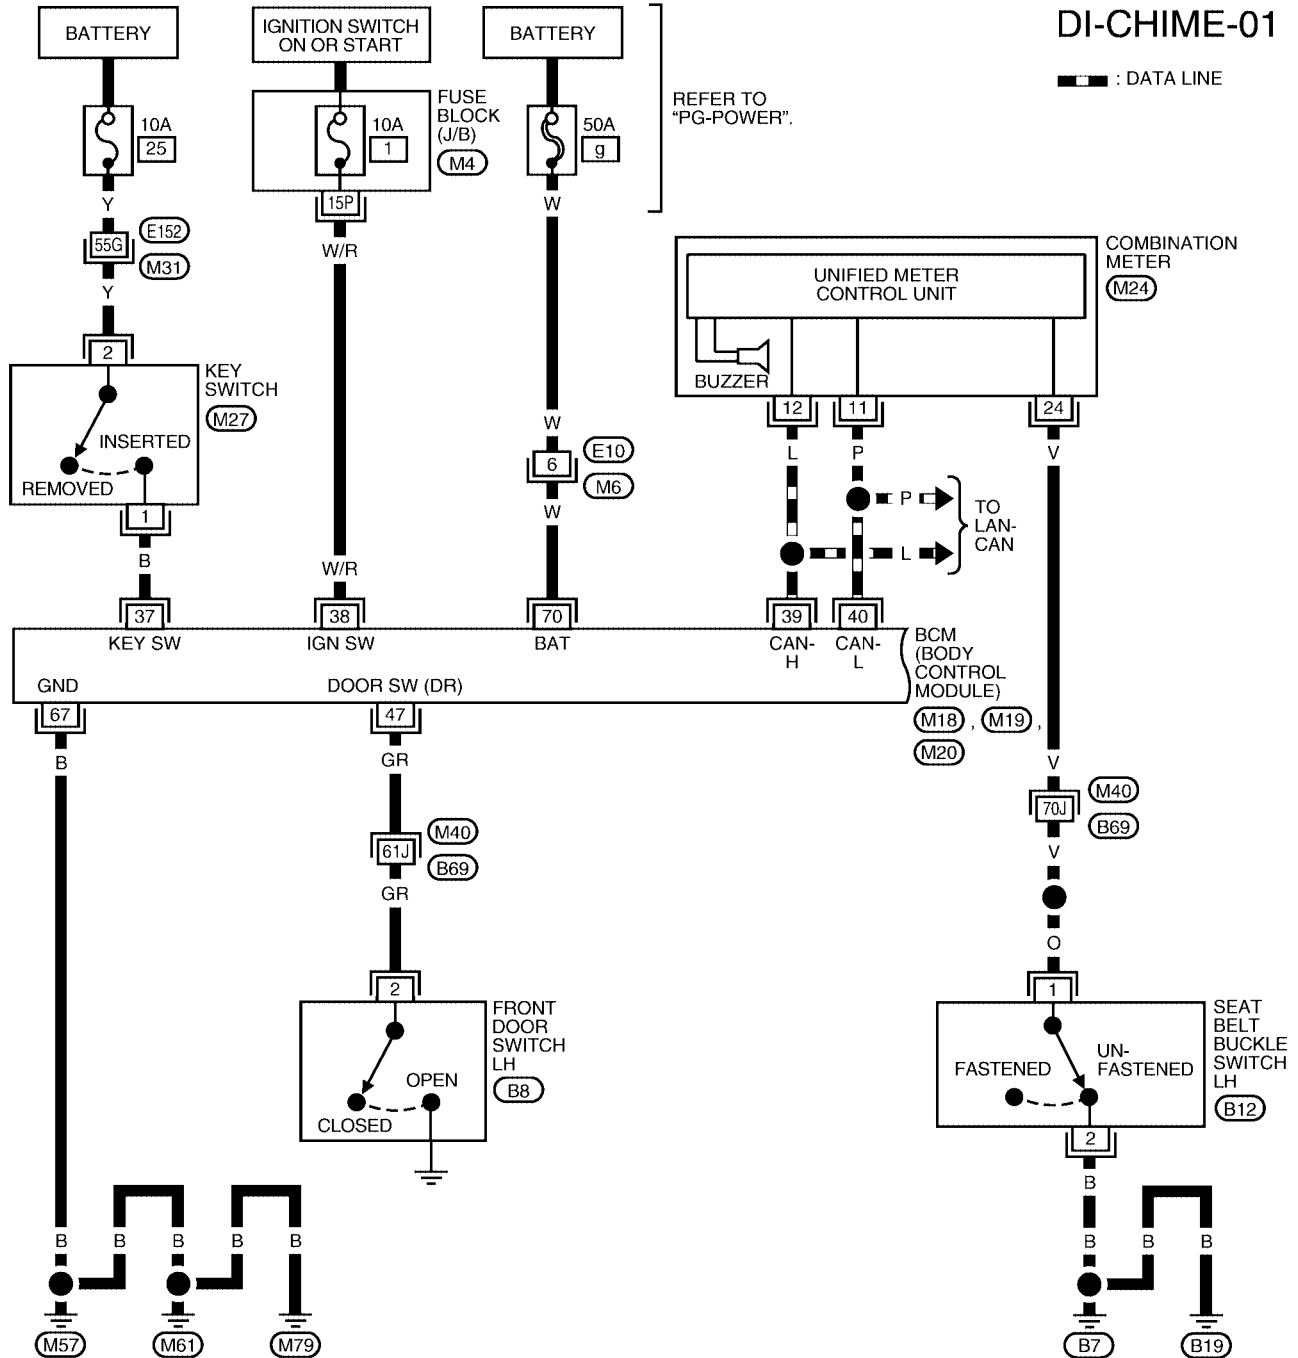 DI-CHIME-01
BATTERY
IGNITION SWITCH
ON OR START
BATTERY
: DATA LINE
REFER TO
“PG-POWER”.
10A
25
FUSE
BLOCK
(J/B)
M4
10A
1
50A
g
15P
Y
W/R
W
55G
E152
M31
Y
COMBINATION
METER
M24
UNIFIED METER
CONTROL UNIT
BUZZER
2
KEY
SWITCH
M27
INSERTED
REMOVED
1
B
W/R
W
6
E10
M6
W
12
11
24
L
P
V
P
L
TO
LAN-
CAN
37
38
70
39
40
KEY SW
IGN SW
BAT
CAN-
H
CAN-
L
BCM
(BODY
CONTROL
MODULE)
M18 , M19 ,
M20
GND
DOOR SW (DR)
67
47
B
GR
V
61J
M40
B69
GR
70J
M40
B69
V
O
2
FRONT
DOOR
SWITCH
LH
B8
OPEN
CLOSED
1
SEAT
BELT
BUCKLE
SWITCH
LH
B12
FASTENED
UN-
FASTENED
2
B
B
B
B
B
B
B
B
M57
M61
M79
B7
B19